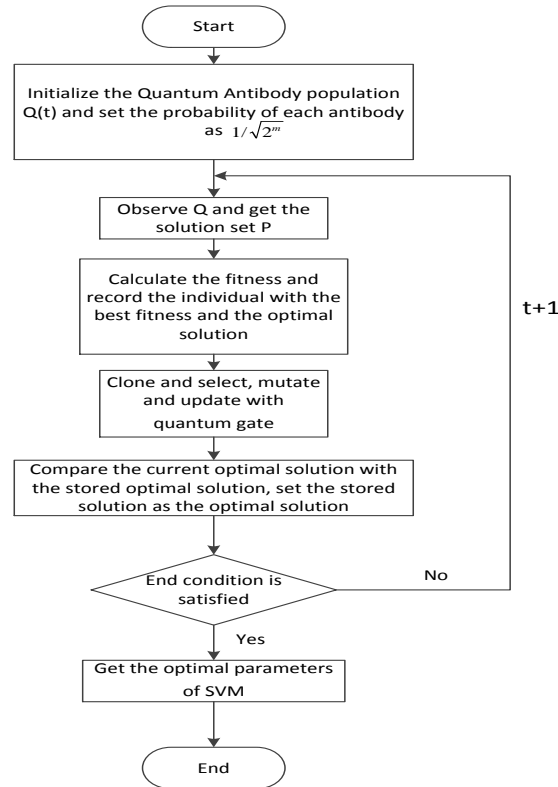 Start
Initialize the Quantum Antibody population
Q(t) and set the probability of each antibody
as 1/√2ᵐ
Observe Q and get the
solution set P
Calculate the fitness and
record the individual with the
best fitness and the optimal
solution
t+1
Clone and select, mutate
and update with
quantum gate
Compare the current optimal solution with
the stored optimal solution, set the stored
solution as the optimal solution
End condition is
satisfied
No
Yes
Get the optimal parameters
of SVM
End